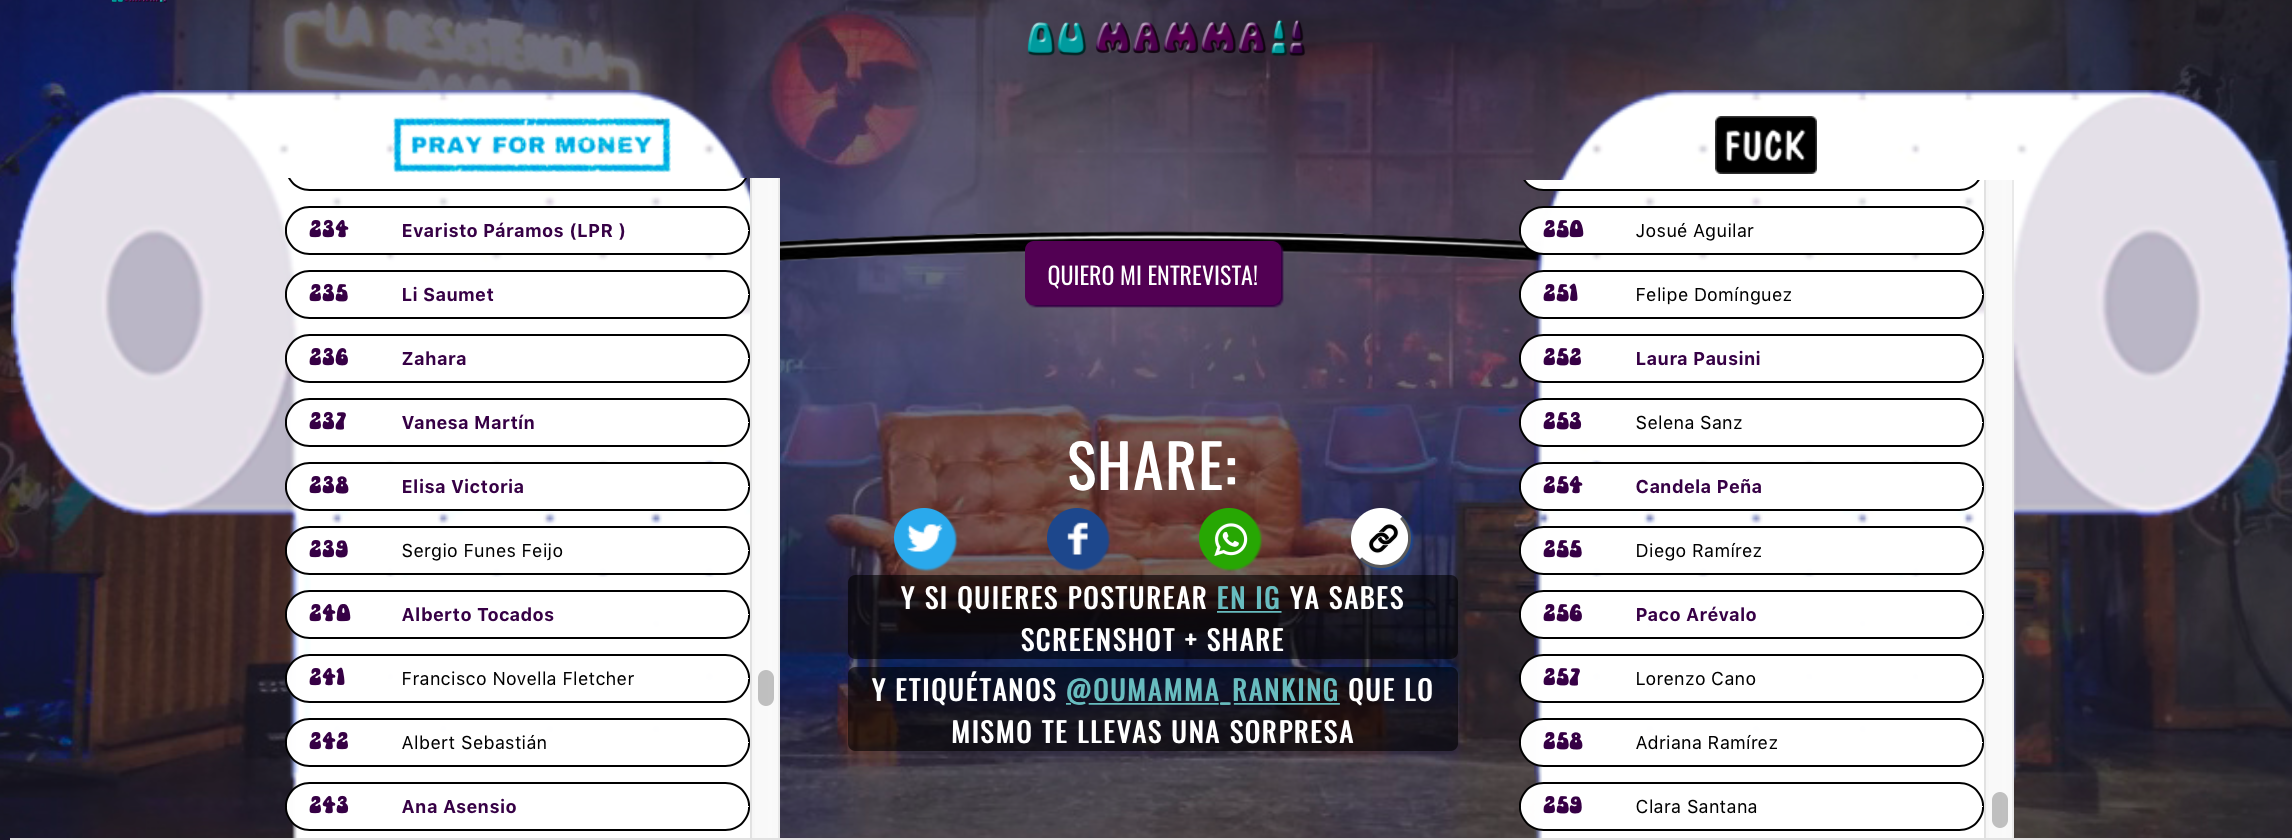 LA RESISTENCIA
OU MAMMA!!
PRAY FOR MONEY
234 Evaristo Páramos (LPR )
235 Li Saumet
236 Zahara
237 Vanesa Martín
238 Elisa Victoria
239 Sergio Funes Feijo
240 Alberto Tocados
241 Francisco Novella Fletcher
242 Albert Sebastián
243 Ana Asensio
QUIERO MI ENTREVISTA!
SHARE:
Y SI QUIERES POSTUREAR EN IG YA SABES
SCREENSHOT + SHARE
Y ETIQUÉTANOS @OUMAMMA_RANKING QUE LO
MISMO TE LLEVAS UNA SORPRESA
FUCK
250 Josué Aguilar
251 Felipe Domínguez
252 Laura Pausini
253 Selena Sanz
254 Candela Peña
255 Diego Ramírez
256 Paco Arévalo
257 Lorenzo Cano
258 Adriana Ramírez
259 Clara Santana